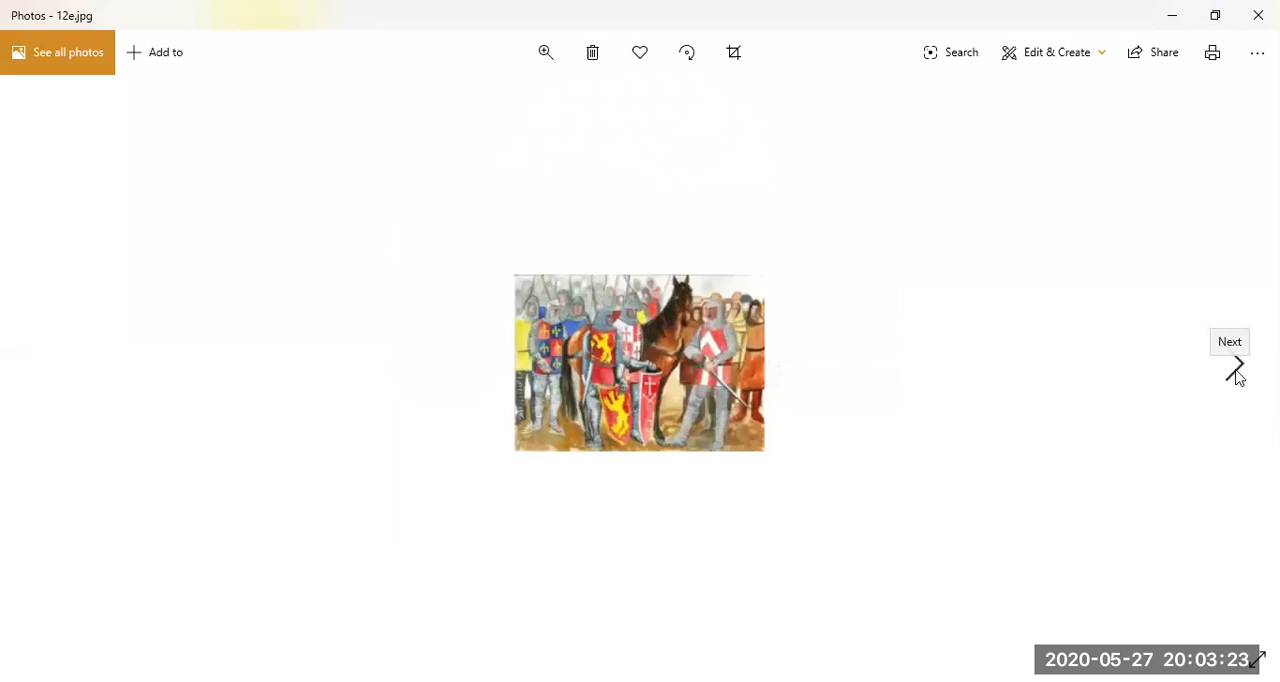 Photos - 12e.jpg
See all photos
Add to
Search
Edit & Create
Share
Next
2020-05-27 20:03:23